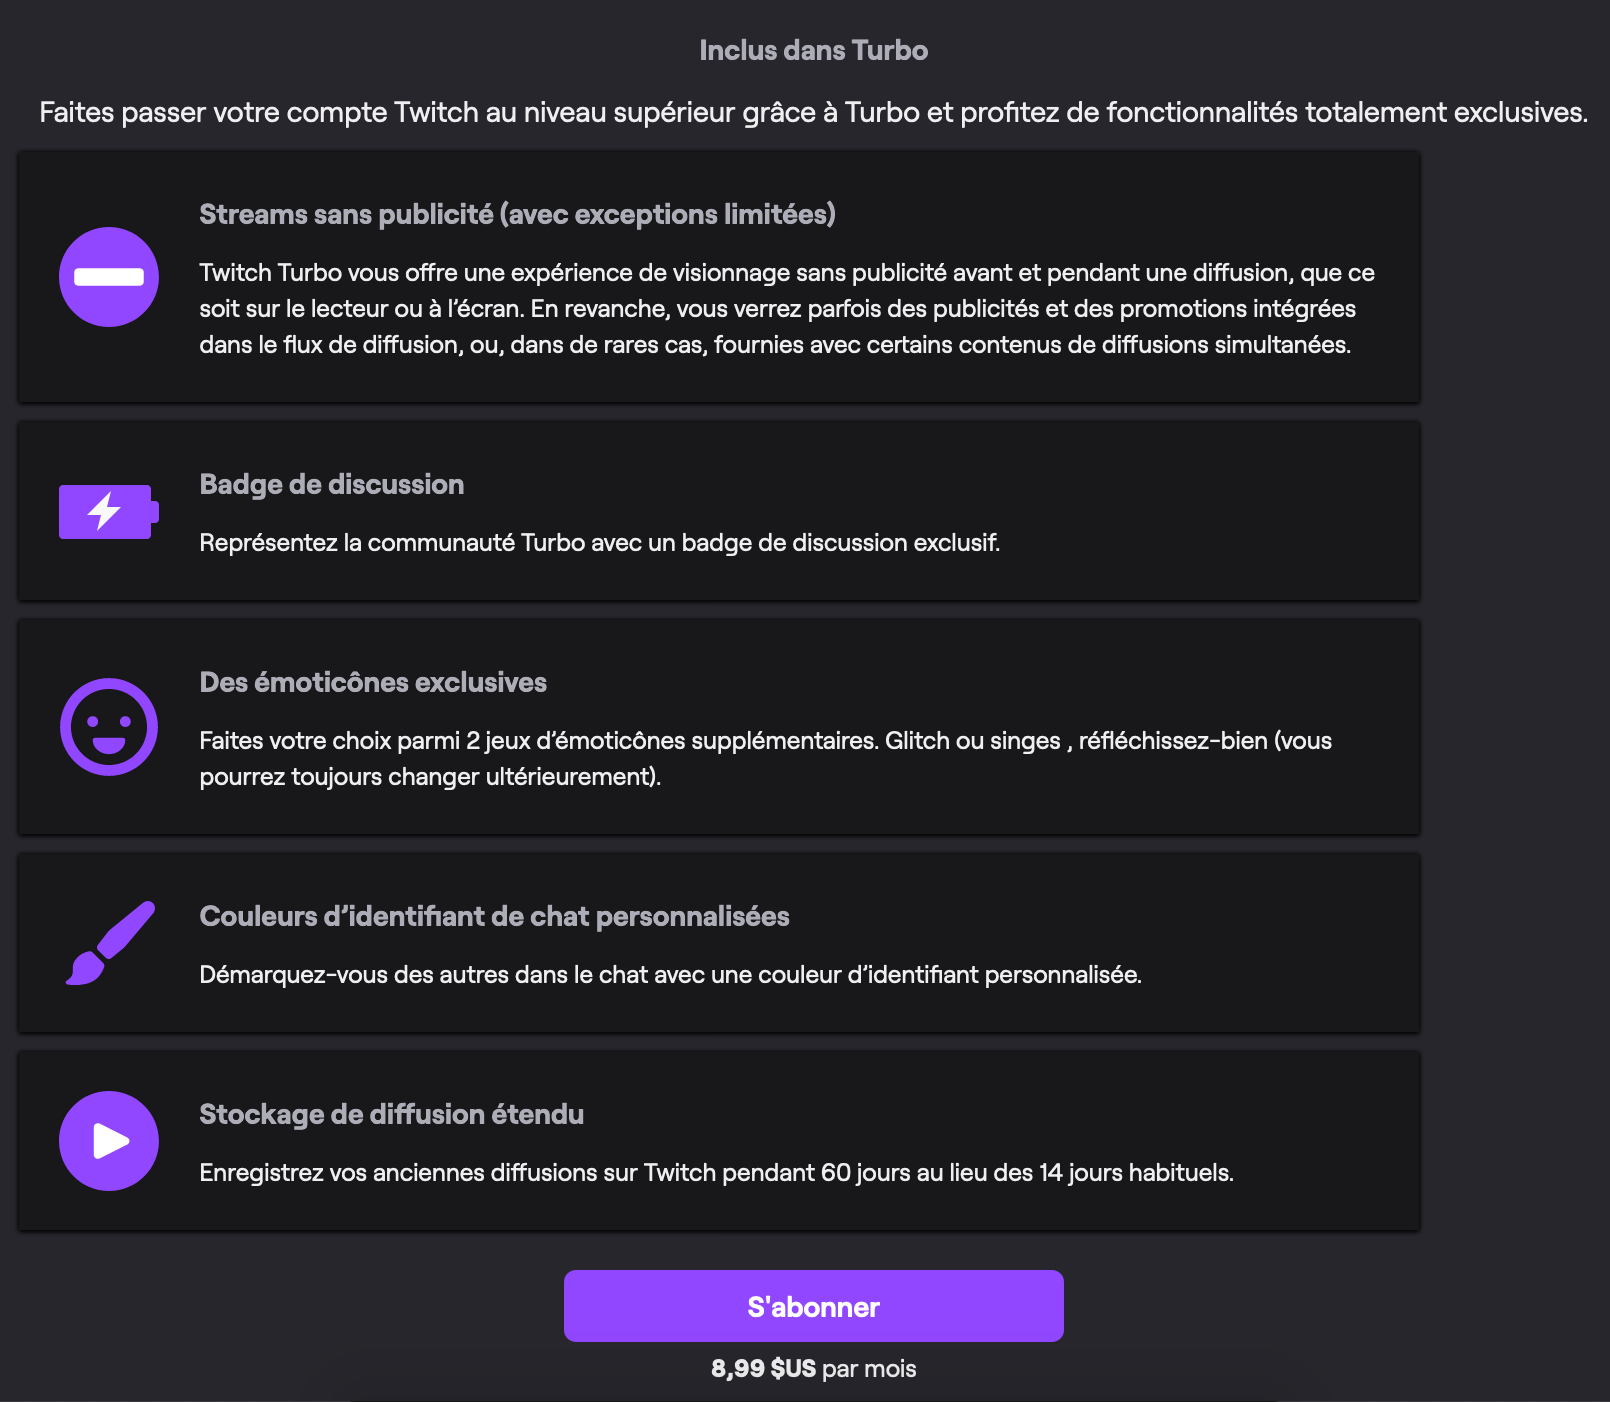 Inclus dans Turbo
Faites passer votre compte Twitch au niveau supérieur grâce à Turbo et profitez de fonctionnalités totalement exclusives.
Streams sans publicité (avec exceptions limitées)
Twitch Turbo vous offre une expérience de visionnage sans publicité avant et pendant une diffusion, que ce
soit sur le lecteur ou à l’écran. En revanche, vous verrez parfois des publicités et des promotions intégrées
dans le flux de diffusion, ou, dans de rares cas, fournies avec certains contenus de diffusions simultanées.
Badge de discussion
Représentez la communauté Turbo avec un badge de discussion exclusif.
Des émoticônes exclusives
Faites votre choix parmi 2 jeux d’émoticônes supplémentaires. Glitch ou singes , réfléchissez-bien (vous
pourrez toujours changer ultérieurement).
Couleurs d’identifiant de chat personnalisées
Démarquez-vous des autres dans le chat avec une couleur d’identifiant personnalisée.
Stockage de diffusion étendu
Enregistrez vos anciennes diffusions sur Twitch pendant 60 jours au lieu des 14 jours habituels.
S'abonner
8,99 $US par mois